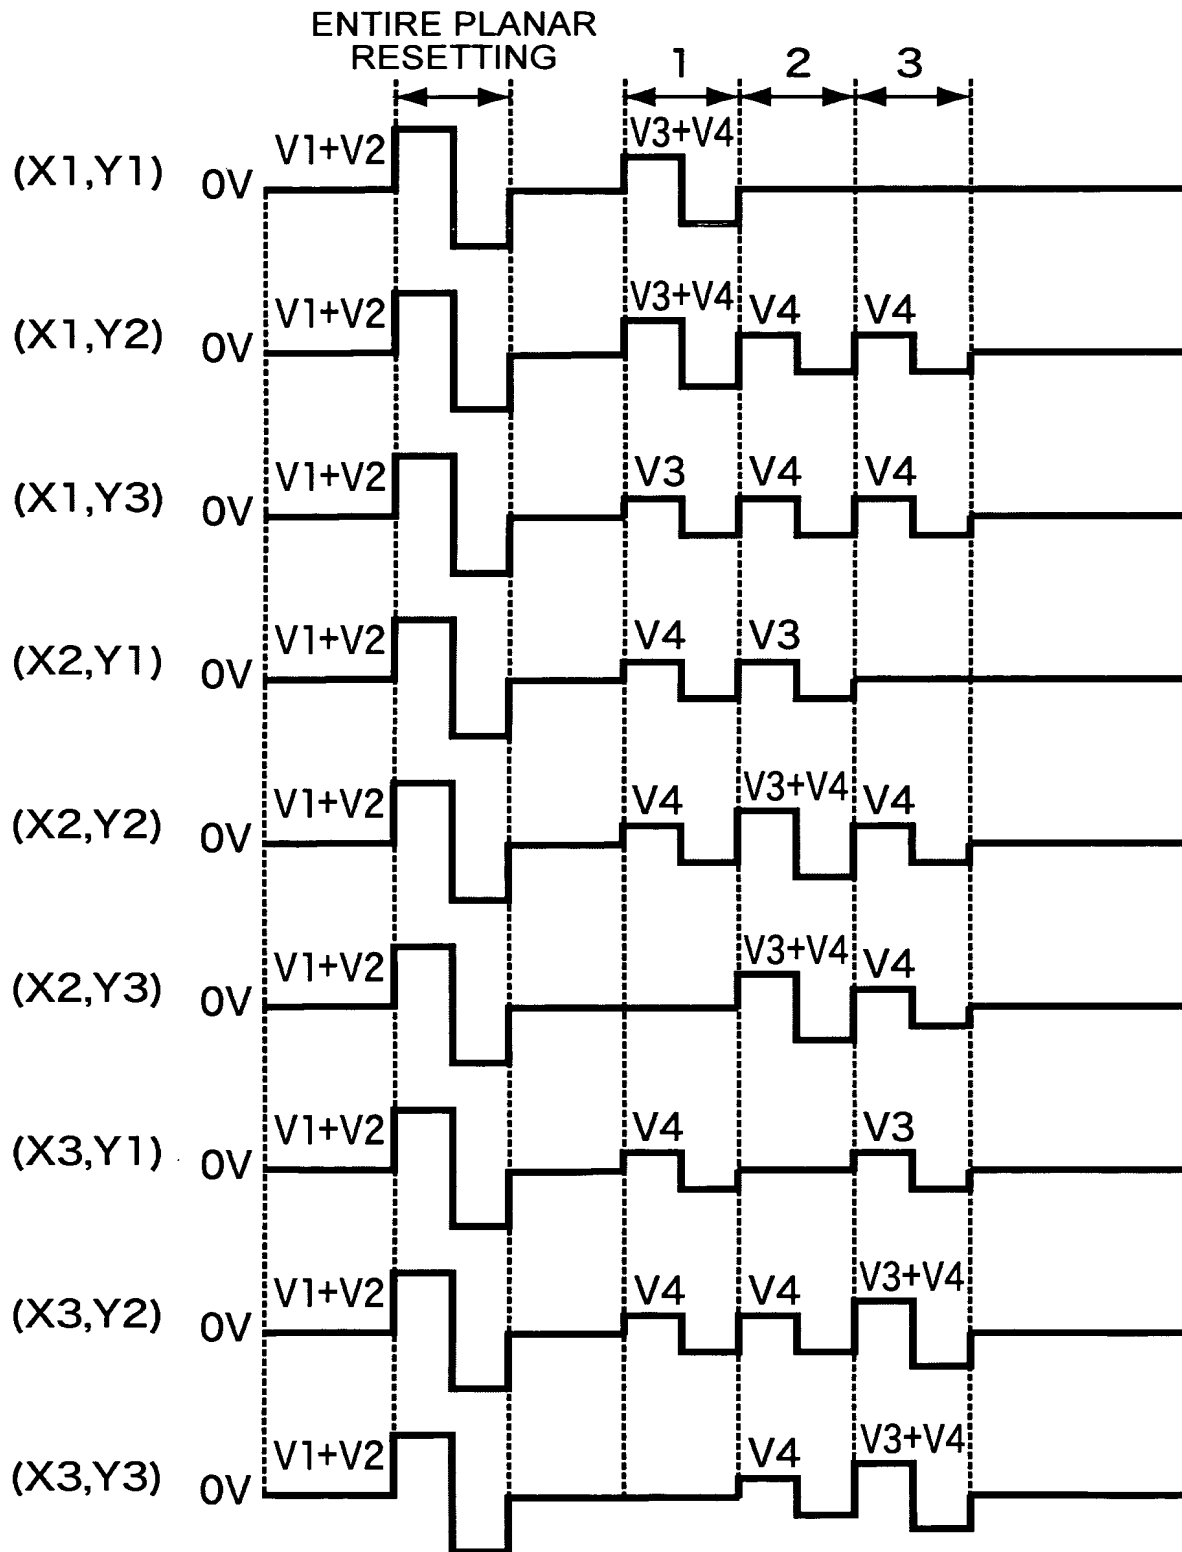 ENTIRE PLANAR
RESETTING
1 2 3
(X1,Y1) 0V V1+V2 V3+V4
(X1,Y2) 0V V1+V2 V3+V4 V4 V4
(X1,Y3) 0V V1+V2 V3 V4 V4
(X2,Y1) 0V V1+V2 V4 V3
(X2,Y2) 0V V1+V2 V4 V3+V4 V4
(X2,Y3) 0V V1+V2 V3+V4 V4
(X3,Y1) 0V V1+V2 V4 V3
(X3,Y2) 0V V1+V2 V4 V4 V3+V4
(X3,Y3) 0V V1+V2 V4 V3+V4